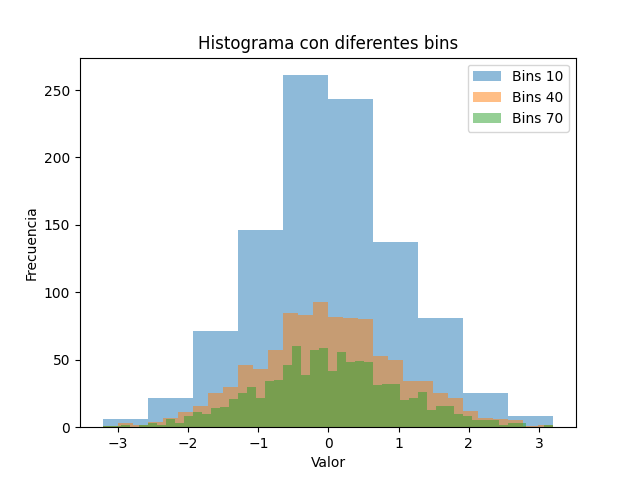 Histograma con diferentes bins
Bins 10
Bins 40
Bins 70
Frecuencia
250
200
150
100
50
0
−3
−2
−1
0
1
2
3
Valor